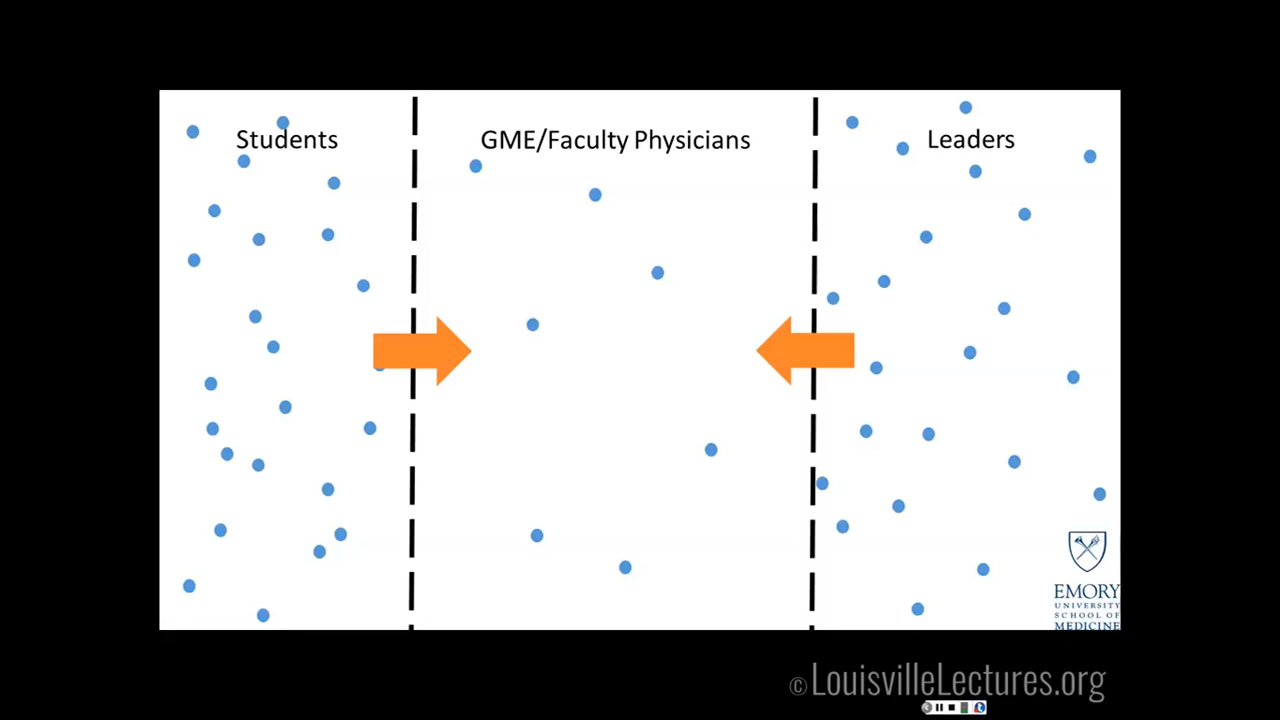 Students
GME/Faculty Physicians
Leaders
EMORY
UNIVERSITY
SCHOOL OF
MEDICINE
© LouisvilleLectures.org